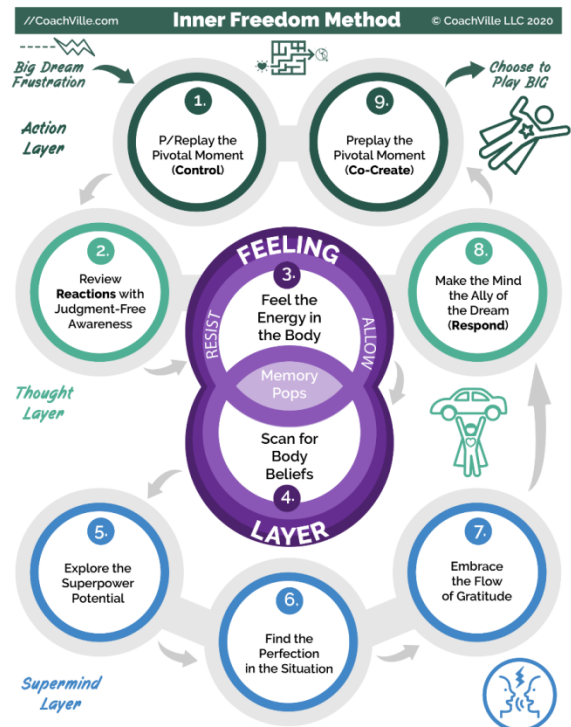 //CoachVille.com
Inner Freedom Method
© CoachVille LLC 2020
Big Dream
Frustration
Choose to
Play BIG
Action
Layer
1.
P/Replay the
Pivotal Moment
(Control)
9.
Preplay the
Pivotal Moment
(Co-Create)
2.
Review
Reactions with
Judgment-Free
Awareness
FEELING
3.
Feel the
Energy in
the Body
RESIST
ALLOW
Memory
Pops
Scan for
Body
Beliefs
4.
LAYER
8.
Make the Mind
the Ally of
the Dream
(Respond)
Thought
Layer
5.
Explore the
Superpower
Potential
6.
Find the
Perfection
in the Situation
7.
Embrace
the Flow
of Gratitude
Supermind
Layer